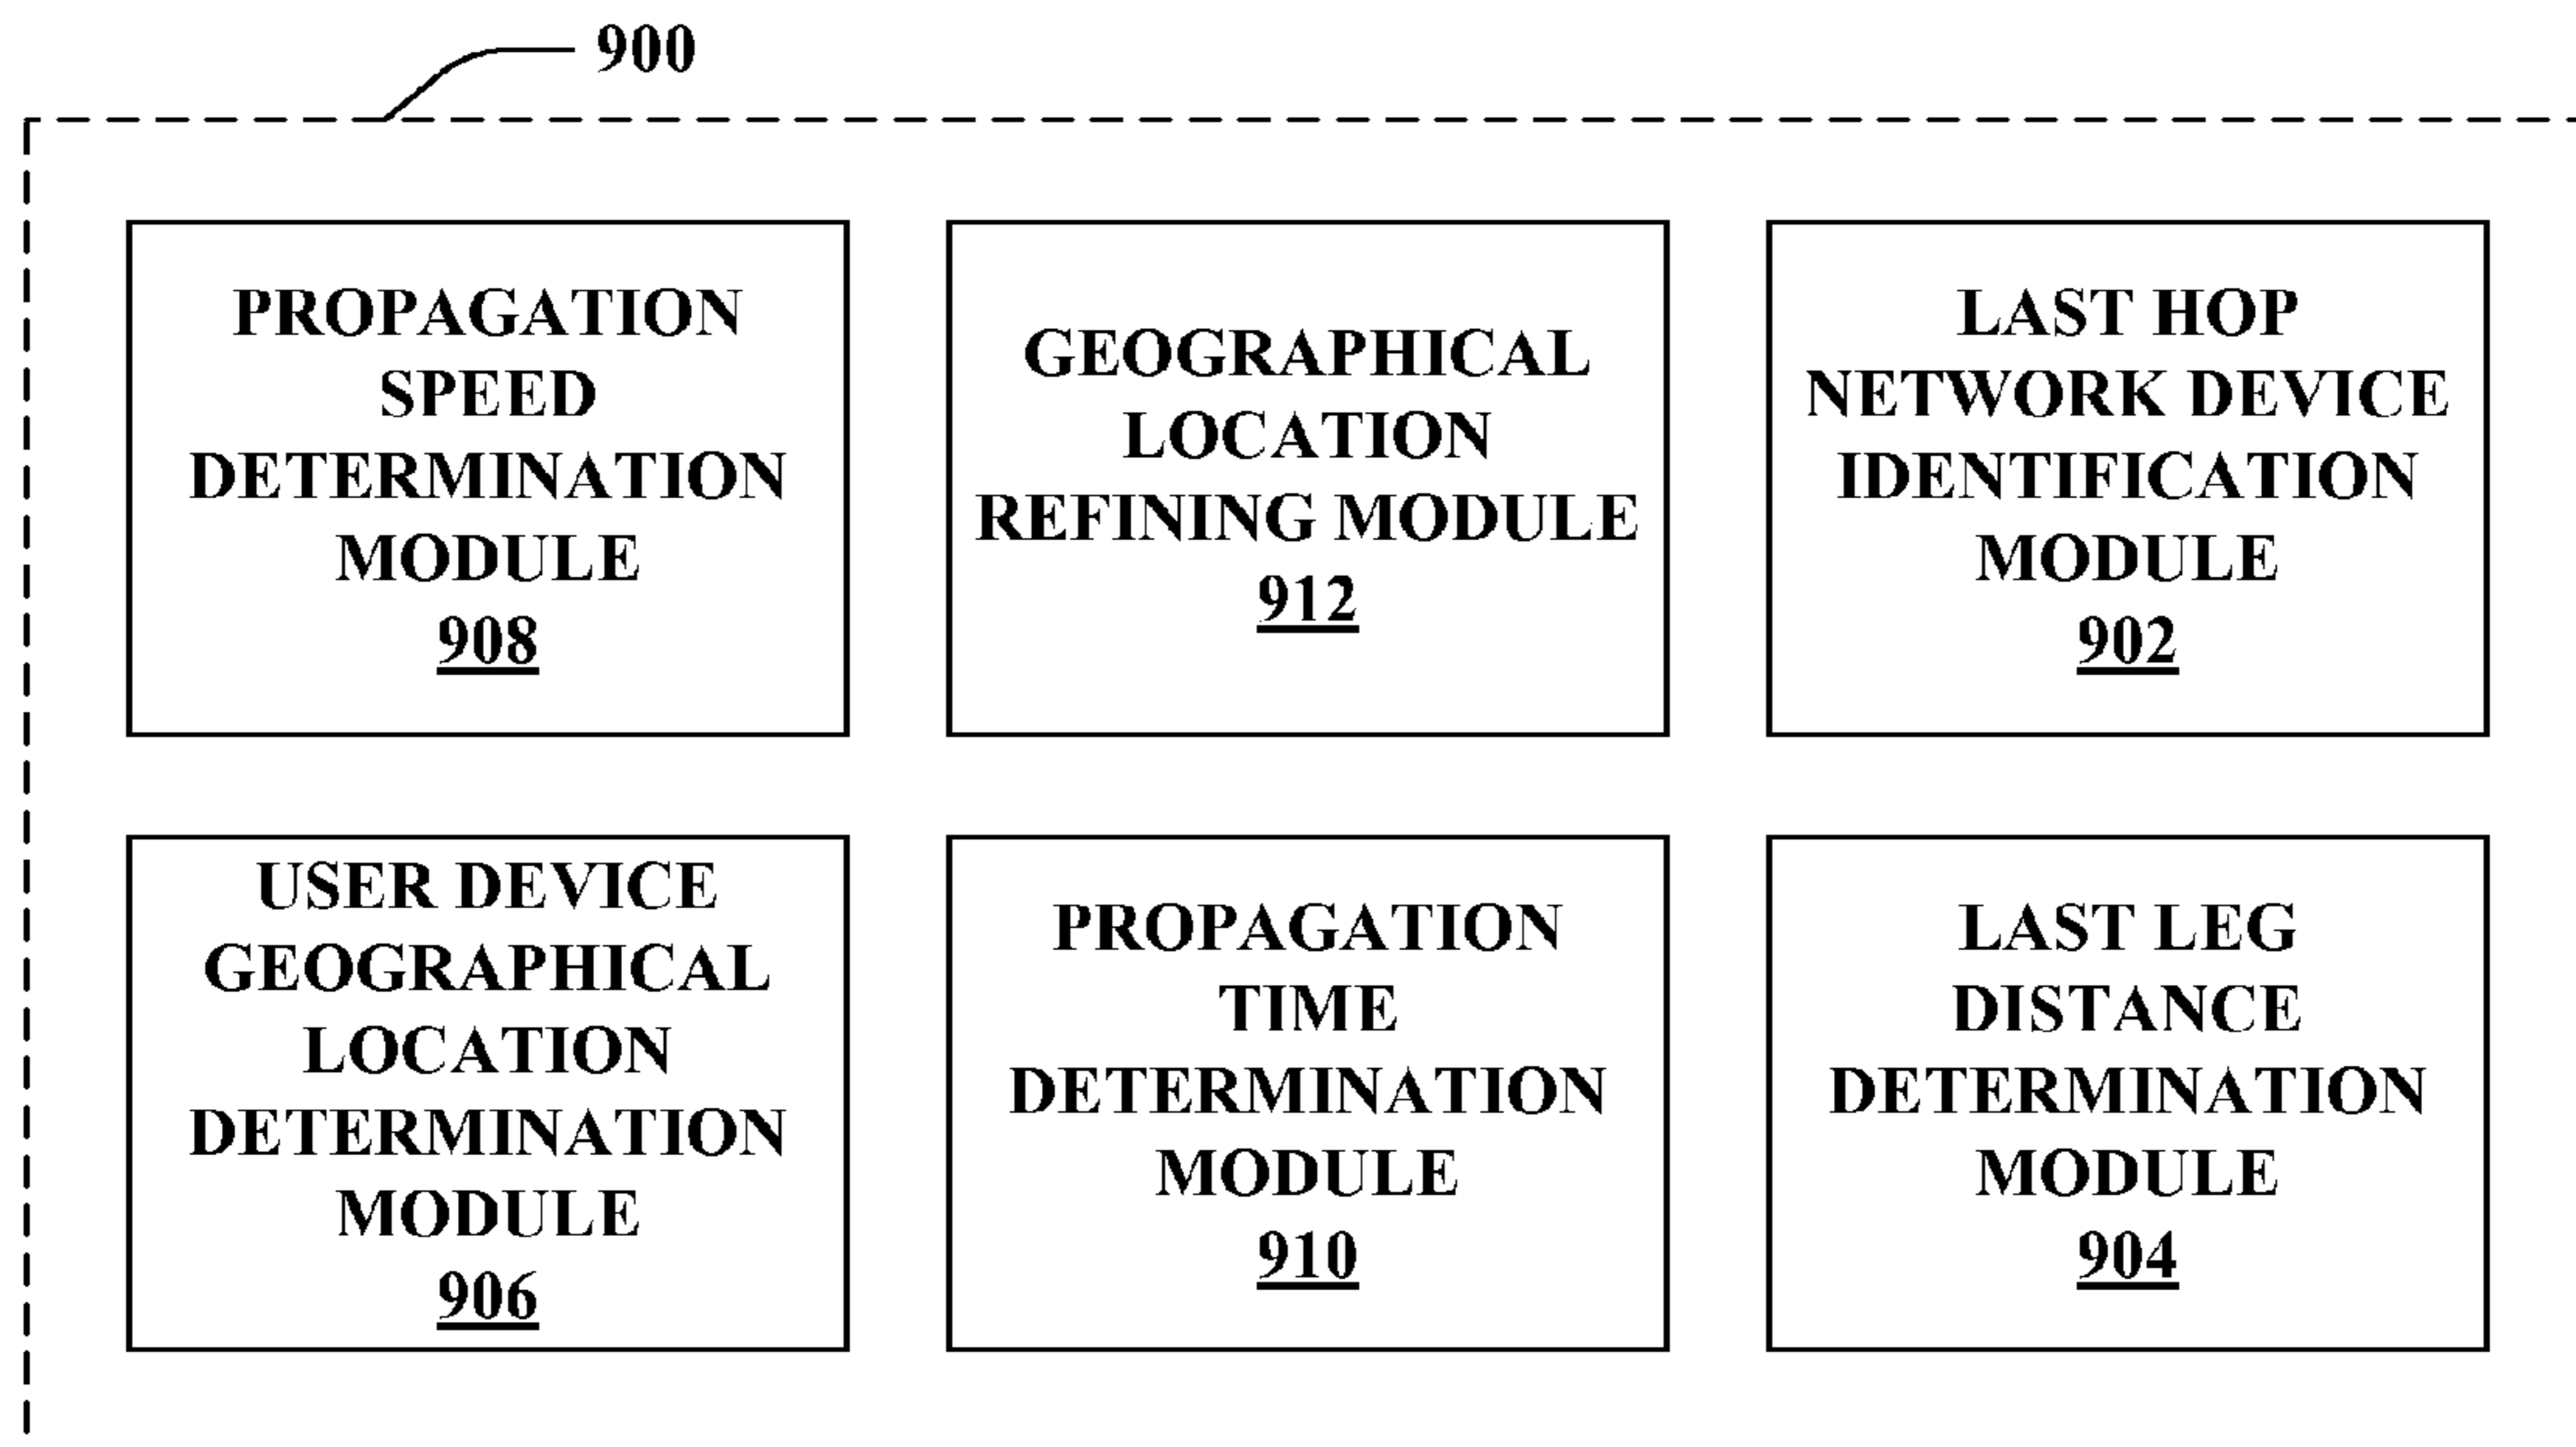 900
PROPAGATION
SPEED
DETERMINATION
MODULE
908
GEOGRAPHICAL
LOCATION
REFINING MODULE
912
LAST HOP
NETWORK DEVICE
IDENTIFICATION
MODULE
902
USER DEVICE
GEOGRAPHICAL
LOCATION
DETERMINATION
MODULE
906
PROPAGATION
TIME
DETERMINATION
MODULE
910
LAST LEG
DISTANCE
DETERMINATION
MODULE
904